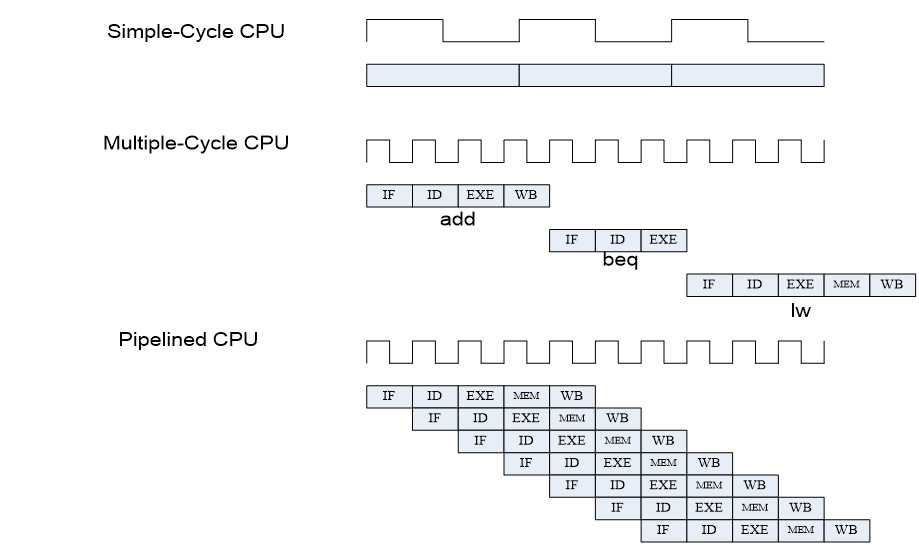 Simple-Cycle CPU
Multiple-Cycle CPU
IF ID EXE WB
add
IF ID EXE
beq
IF ID EXE MEM WB
lw
Pipelined CPU
IF ID EXE MEM WB
IF ID EXE MEM WB
IF ID EXE MEM WB
IF ID EXE MEM WB
IF ID EXE MEM WB
IF ID EXE MEM WB
IF ID EXE MEM WB